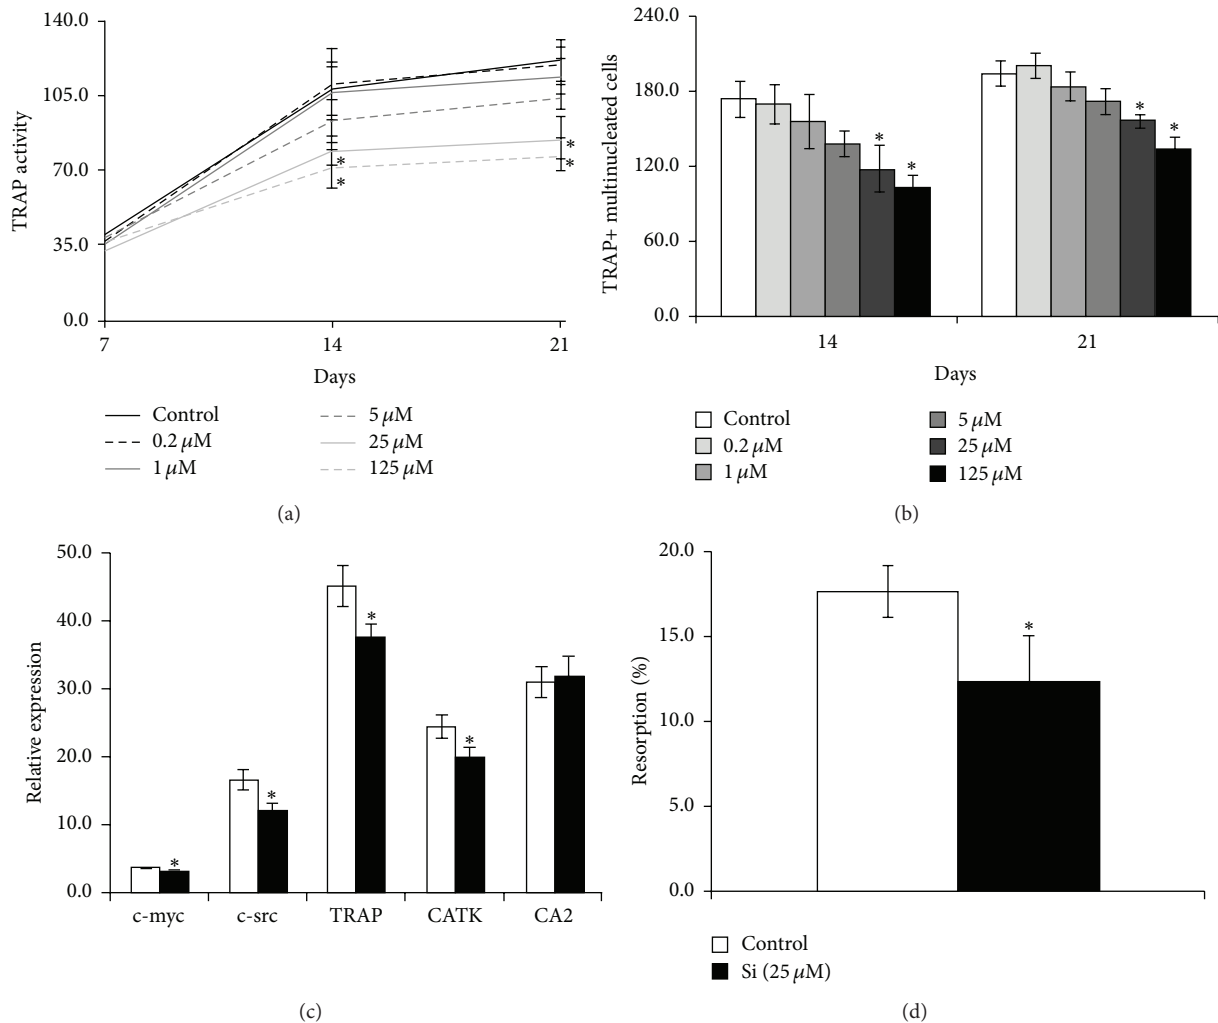 140.0
105.0
70.0
35.0
0.0
TRAP activity
* * * *
7 14 21
Days
Control
0.2 μM
1 μM
5 μM
25 μM
125 μM
(a)
240.0
180.0
120.0
60.0
0.0
TRAP+ multinucleated cells
* * * *
14 21
Days
Control
0.2 μM
1 μM
5 μM
25 μM
125 μM
(b)
50.0
40.0
30.0
20.0
10.0
0.0
Relative expression
* * * *
c-myc c-src TRAP CATK CA2
(c)
20.0
17.5
15.0
12.5
10.0
5.0
0.0
Resorption (%)
*
Control
Si (25 μM)
(d)